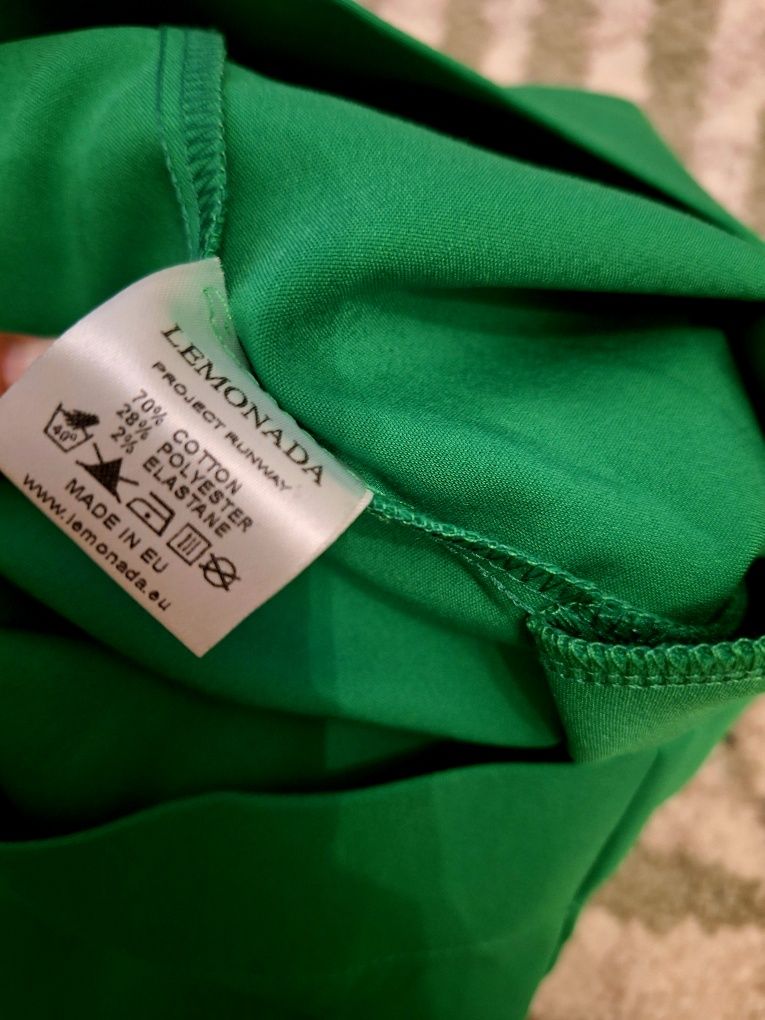 LEMONADA
PROJECT RUNWAY
70% COTTON
28% POLYESTER
2% ELASTANE
40°
MADE IN EU
www.lemonada.eu